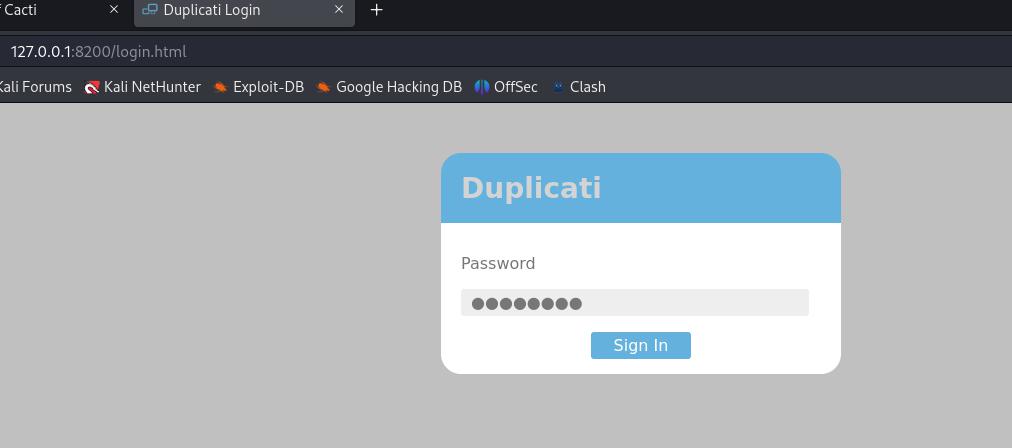 Cacti Duplicati Login
127.0.0.1:8200/login.html
Kali Forums Kali NetHunter Exploit-DB Google Hacking DB OffSec Clash
Duplicati
Password
Sign In